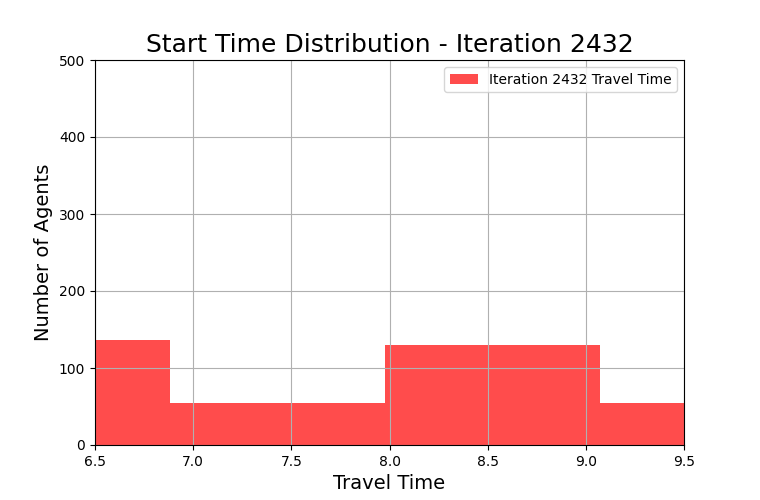 Start Time Distribution - Iteration 2432
Iteration 2432 Travel Time
Number of Agents
500
400
300
200
100
0
6.5 7.0 7.5 8.0 8.5 9.0 9.5
Travel Time